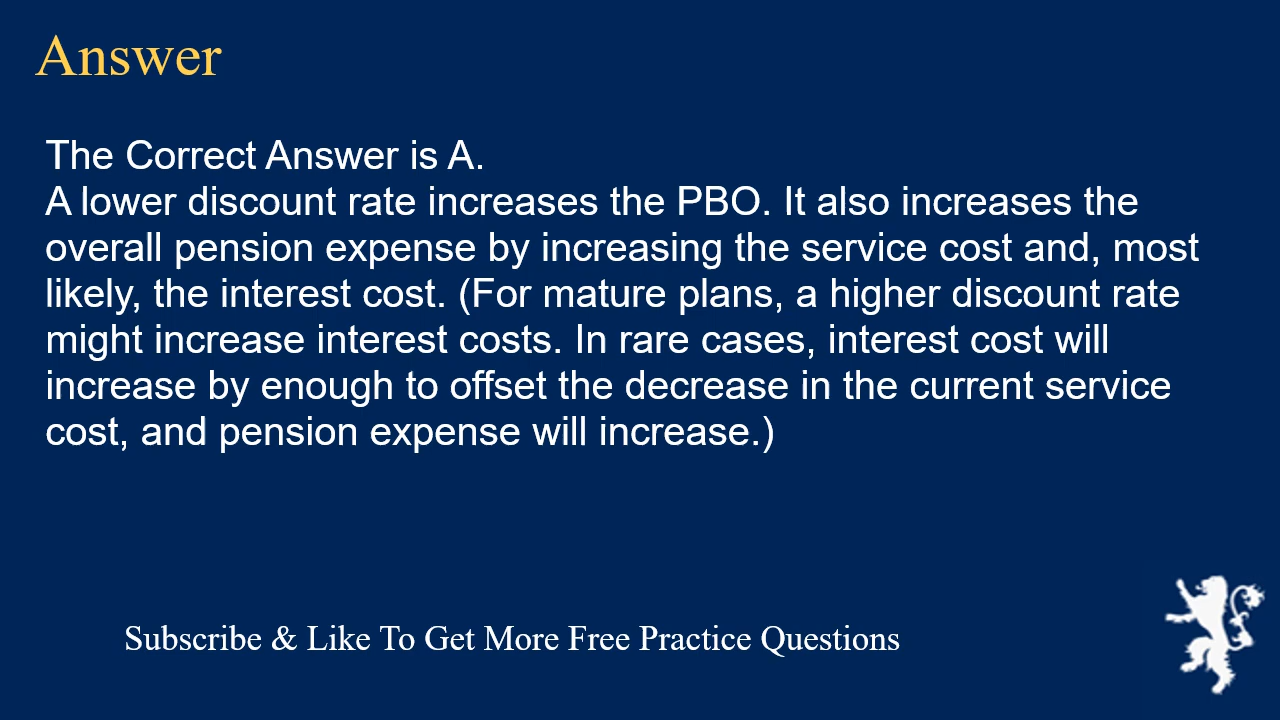 Answer
The Correct Answer is A.
A lower discount rate increases the PBO. It also increases the
overall pension expense by increasing the service cost and, most
likely, the interest cost. (For mature plans, a higher discount rate
might increase interest costs. In rare cases, interest cost will
increase by enough to offset the decrease in the current service
cost, and pension expense will increase.)
Subscribe & Like To Get More Free Practice Questions